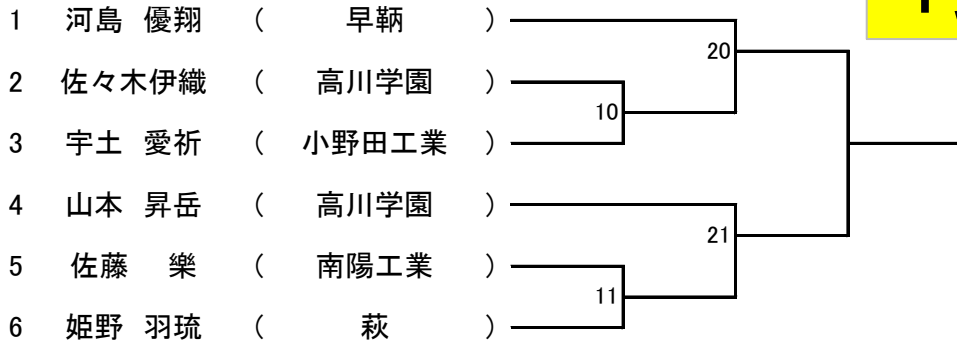 1 河島 優翔 ( 早鞆 )
20
2 佐々木伊織 ( 高川学園 )
10
3 宇土 愛祈 ( 小野田工業 )
4 山本 昇岳 ( 高川学園 )
21
5 佐藤 樂 ( 南陽工業 )
11
6 姫野 羽琉 ( 萩 )